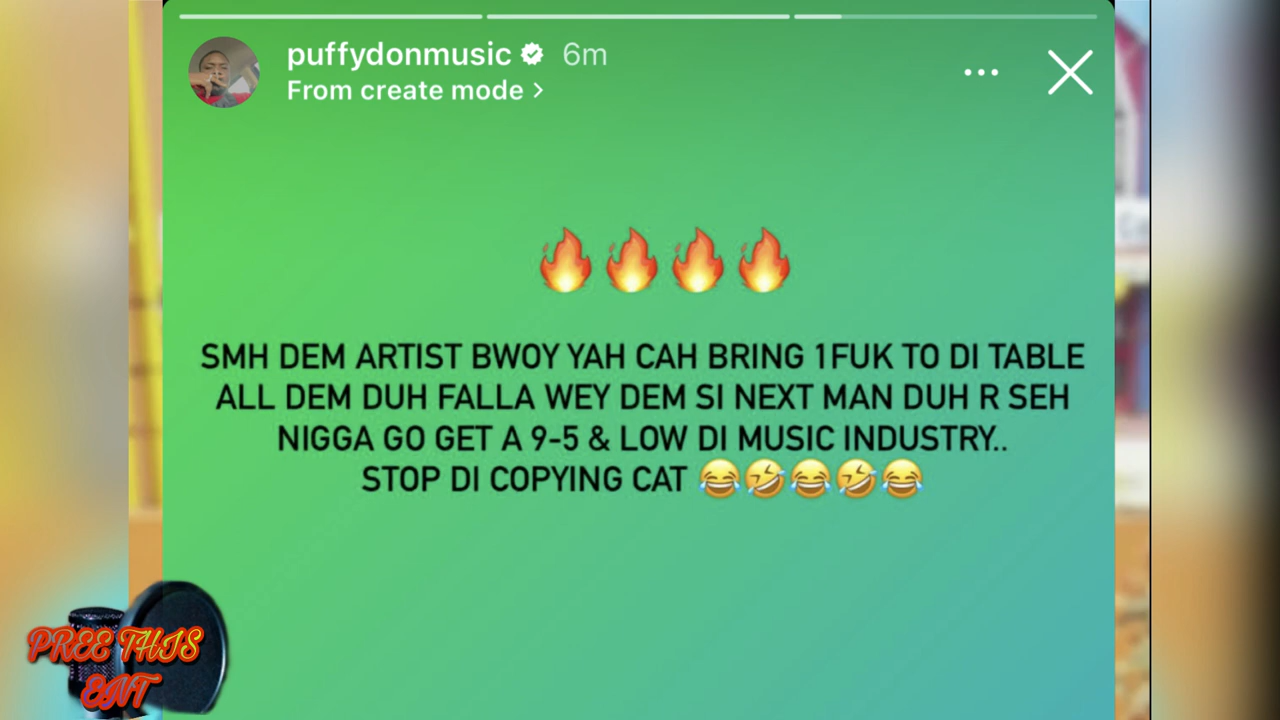 puffydonmusic 6m
From create mode >
🔥🔥🔥🔥
SMH DEM ARTIST BWOY YAH CAH BRING 1FUK TO DI TABLE
ALL DEM DUH FALLA WEY DEM SI NEXT MAN DUH R SEH
NIGGA GO GET A 9-5 & LOW DI MUSIC INDUSTRY..
STOP DI COPYING CAT 😂🤣😂🤣😂
PREE THIS
ENT